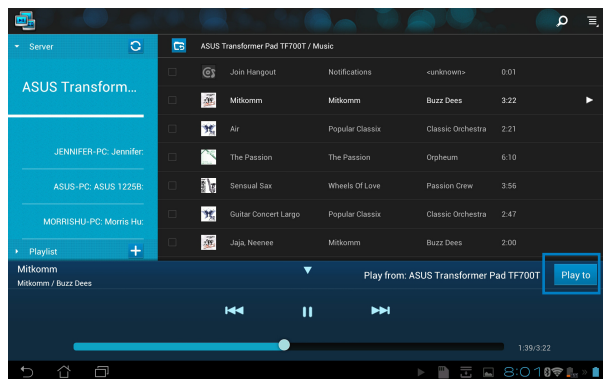 Server
ASUS Transformer Pad TF700T / Music
ASUS Transform...
JENNIFER-PC: Jennifer:
ASUS-PC: ASUS 1225B:
MORRISHU-PC: Morris Hu:
Playlist
Join Hangout Notifications <unknown> 0:01
Mitkomm Mitkomm Buzz Dees 3:22
Air Popular Classix Classic Orchestra 2:21
The Passion The Passion Orpheum 6:10
Sensual Sax Wheels Of Love Passion Crew 3:56
Guitar Concert Largo Popular Classix Classic Orchestra 2:47
Jaja, Neenee Mitkomm Buzz Dees 2:00
Mitkomm
Mitkomm / Buzz Dees
Play from: ASUS Transformer Pad TF700T
Play to
1:39/3:22
8:01